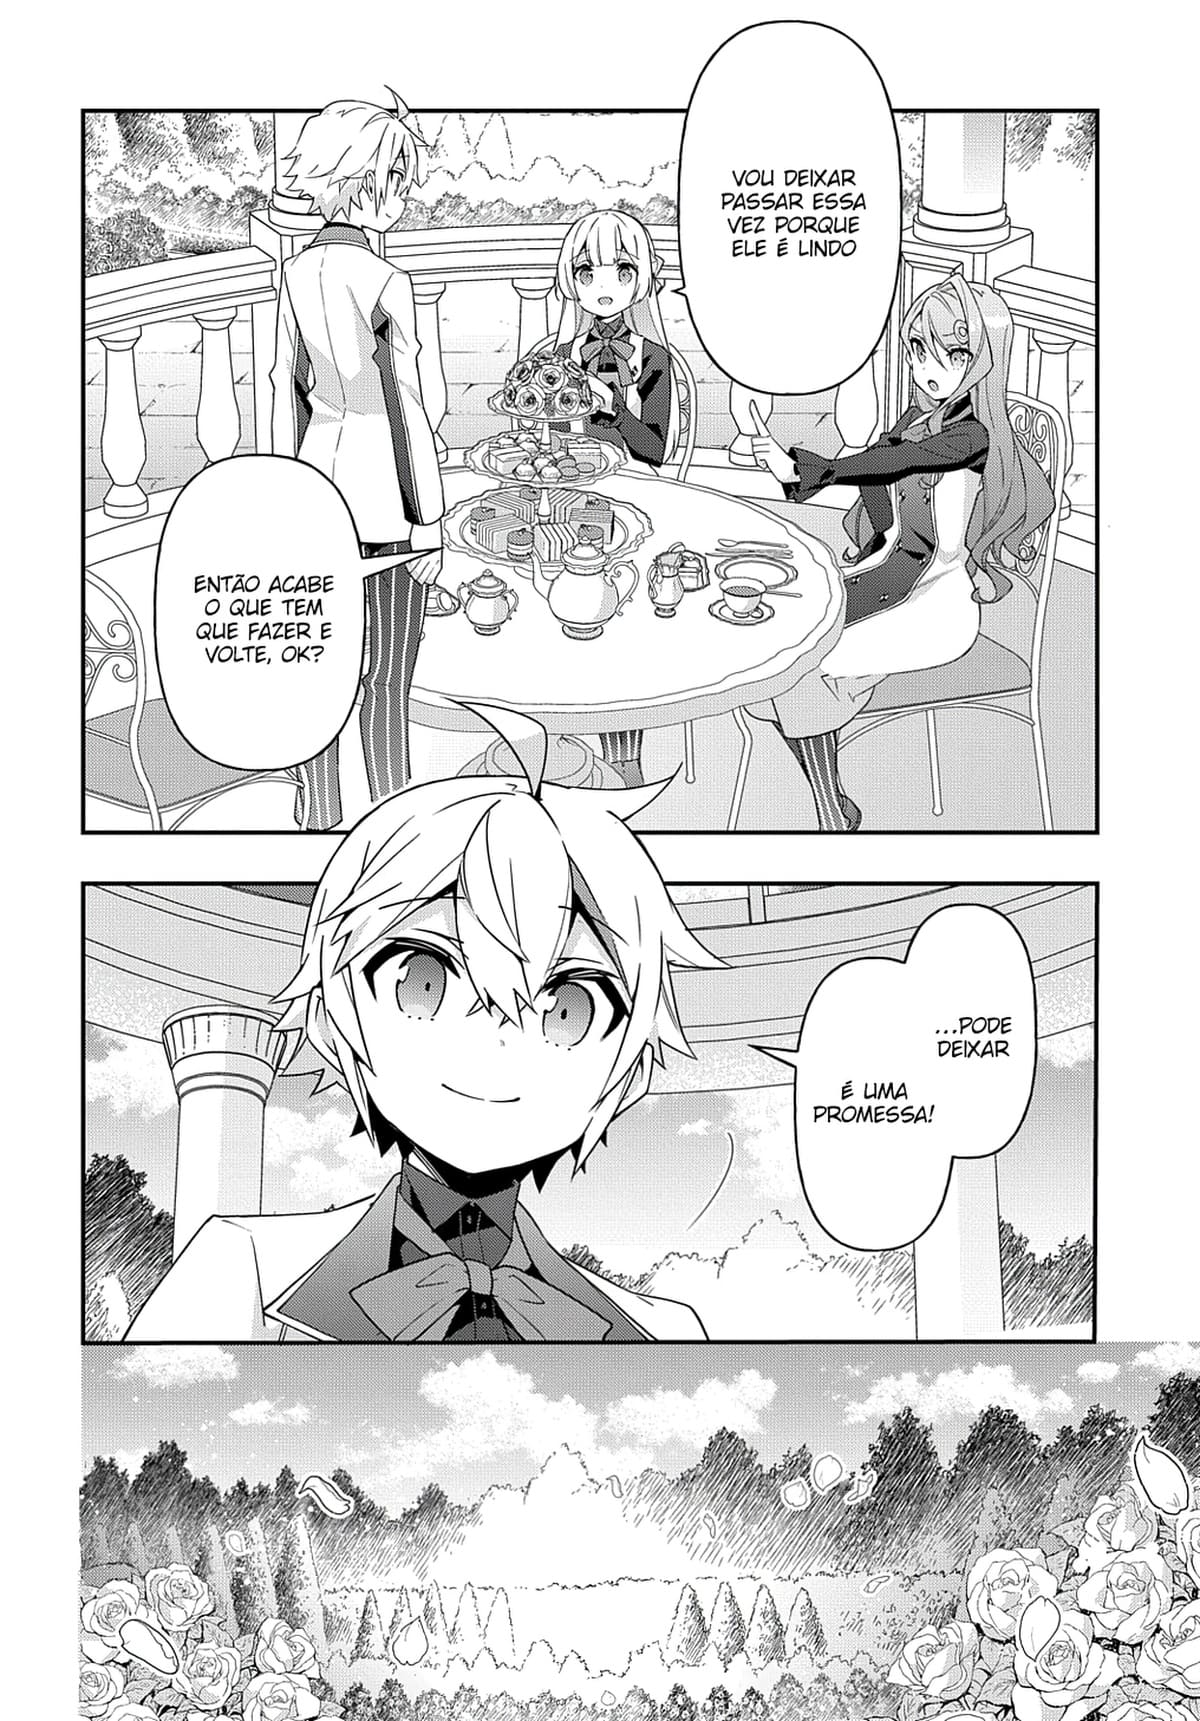 VOU DEIXAR
PASSAR ESSA
VEZ PORQUE
ELE É LINDO
ENTÃO ACABE
O QUE TEM
QUE FAZER E
VOLTE, OK?
...PODE
DEIXAR
É UMA
PROMESSA!